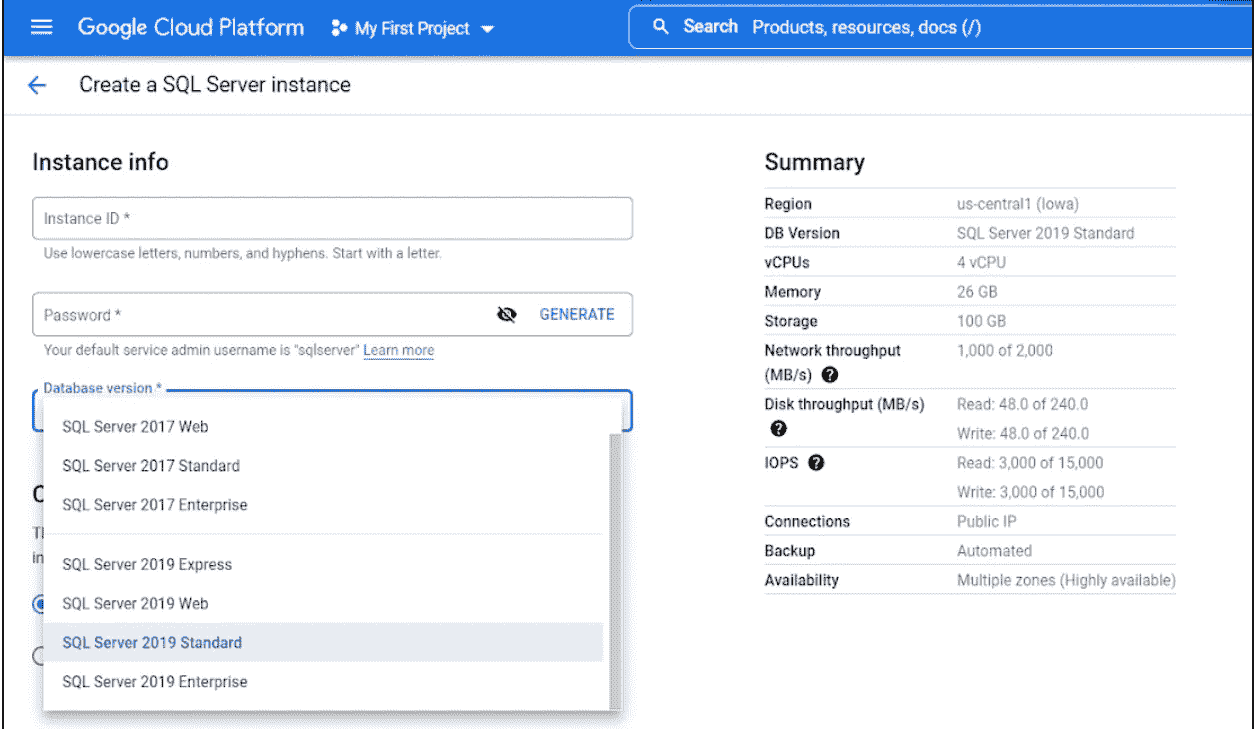 Google Cloud Platform My First Project Search Products, resources, docs (/)
Create a SQL Server instance
Instance info
Instance ID *
Use lowercase letters, numbers, and hyphens. Start with a letter.
Password * GENERATE
Your default service admin username is "sqlserver" Learn more
Database version *
SQL Server 2017 Web
SQL Server 2017 Standard
SQL Server 2017 Enterprise
SQL Server 2019 Express
SQL Server 2019 Web
SQL Server 2019 Standard
SQL Server 2019 Enterprise
Summary
Region us-central1 (Iowa)
DB Version SQL Server 2019 Standard
vCPUs 4 vCPU
Memory 26 GB
Storage 100 GB
Network throughput 1,000 of 2,000
(MB/s)
Disk throughput (MB/s) Read: 48.0 of 240.0
Write: 48.0 of 240.0
IOPS Read: 3,000 of 15,000
Write: 3,000 of 15,000
Connections Public IP
Backup Automated
Availability Multiple zones (Highly available)